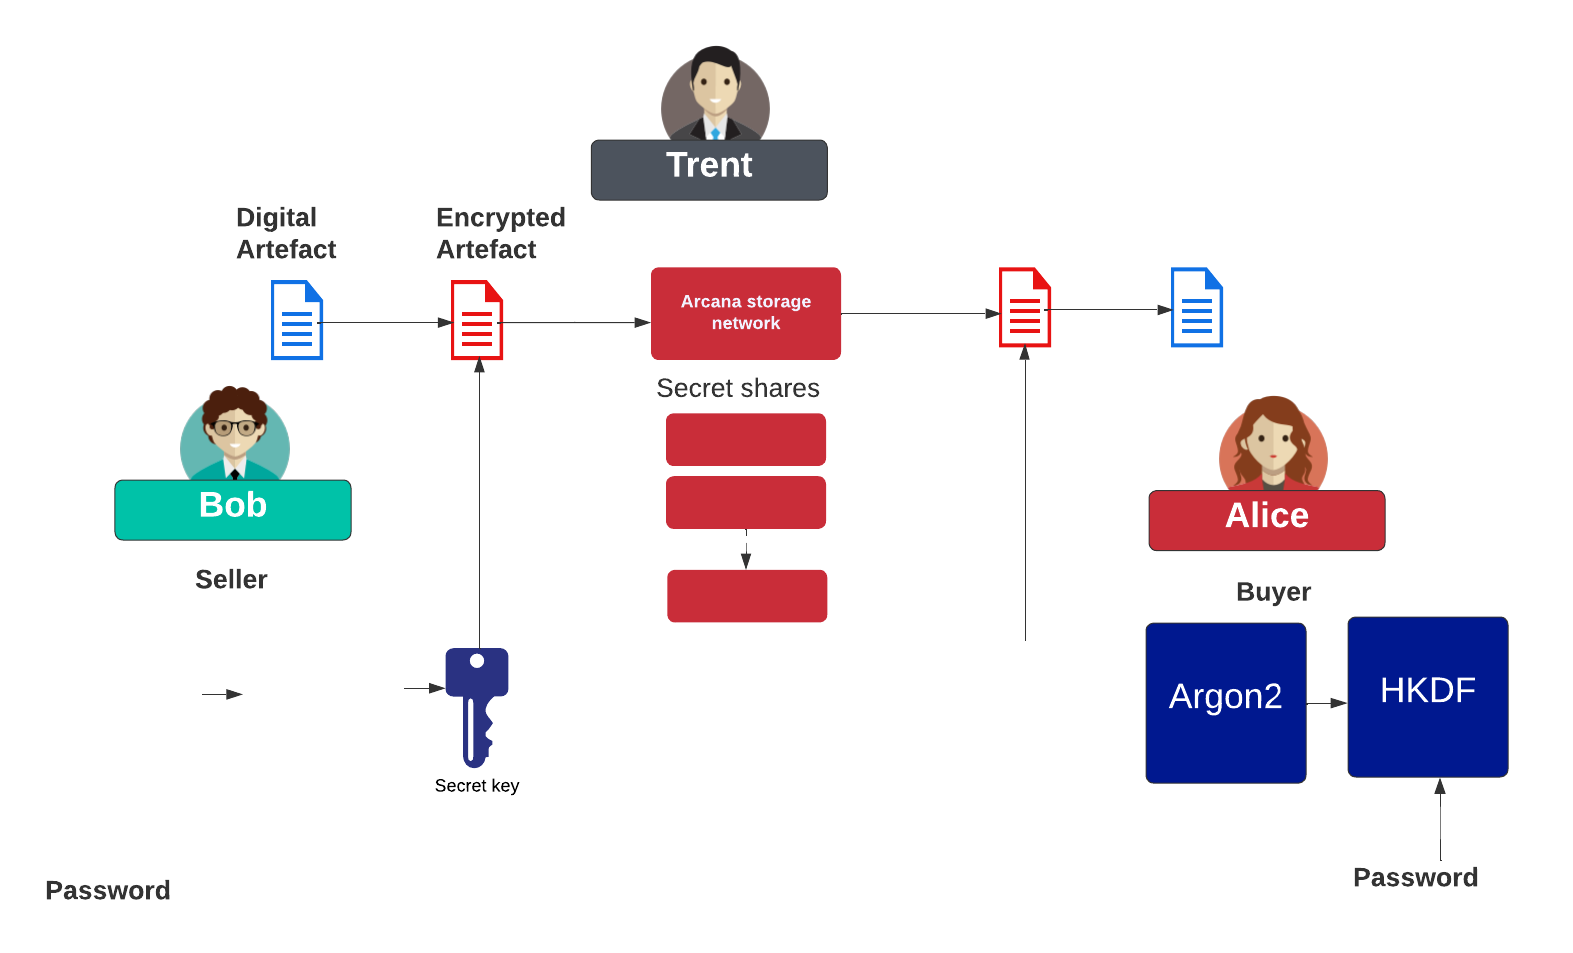 Trent
Digital
Artefact
Encrypted
Artefact
Arcana storage
network
Secret shares
Bob
Alice
Seller
Buyer
Argon2
HKDF
Secret key
Password
Password